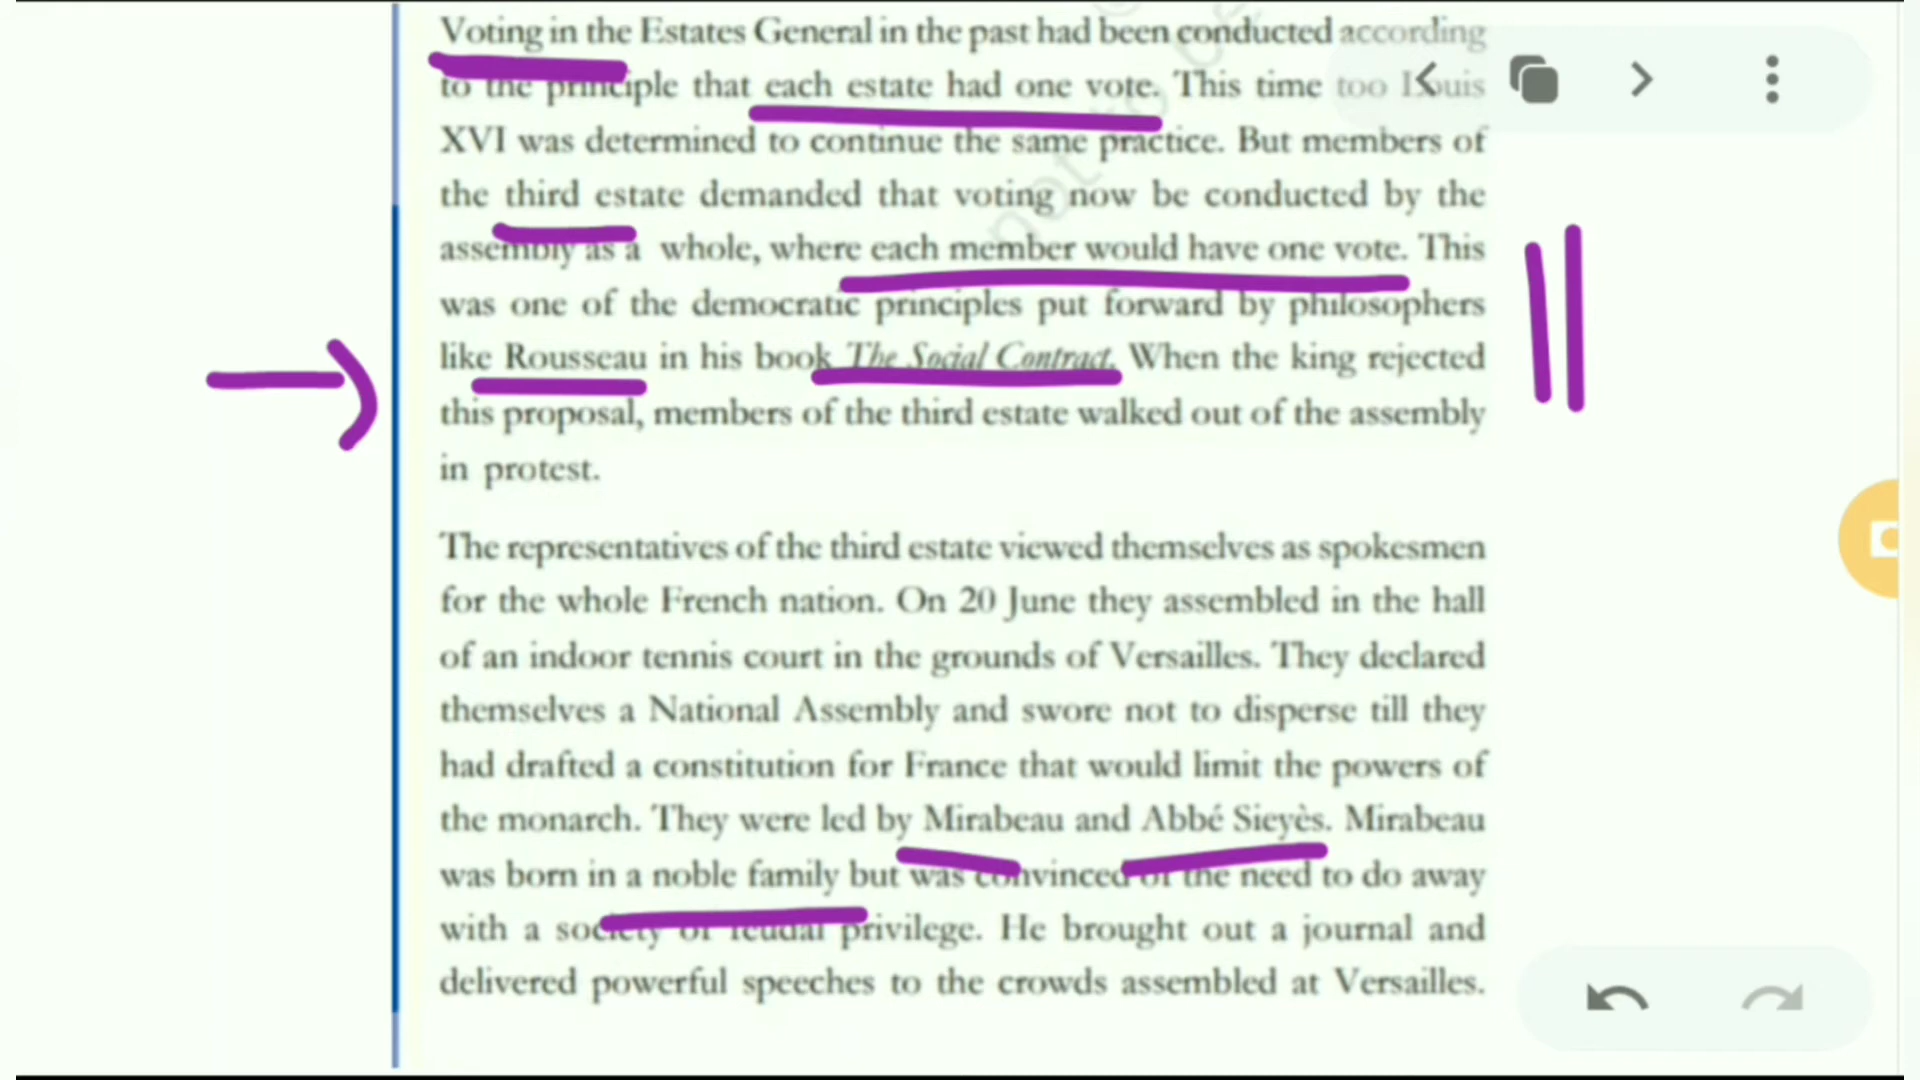 Voting in the Estates General in the past had been conducted according
to the principle that each estate had one vote. This time too Louis
XVI was determined to continue the same practice. But members of
the third estate demanded that voting now be conducted by the
assembly as a whole, where each member would have one vote. This
was one of the democratic principles put forward by philosophers
like Rousseau in his book The Social Contract. When the king rejected
this proposal, members of the third estate walked out of the assembly
in protest.
The representatives of the third estate viewed themselves as spokesmen
for the whole French nation. On 20 June they assembled in the hall
of an indoor tennis court in the grounds of Versailles. They declared
themselves a National Assembly and swore not to disperse till they
had drafted a constitution for France that would limit the powers of
the monarch. They were led by Mirabeau and Abbé Sieyès. Mirabeau
was born in a noble family but was convinced of the need to do away
with a society of feudal privilege. He brought out a journal and
delivered powerful speeches to the crowds assembled at Versailles.
not to be